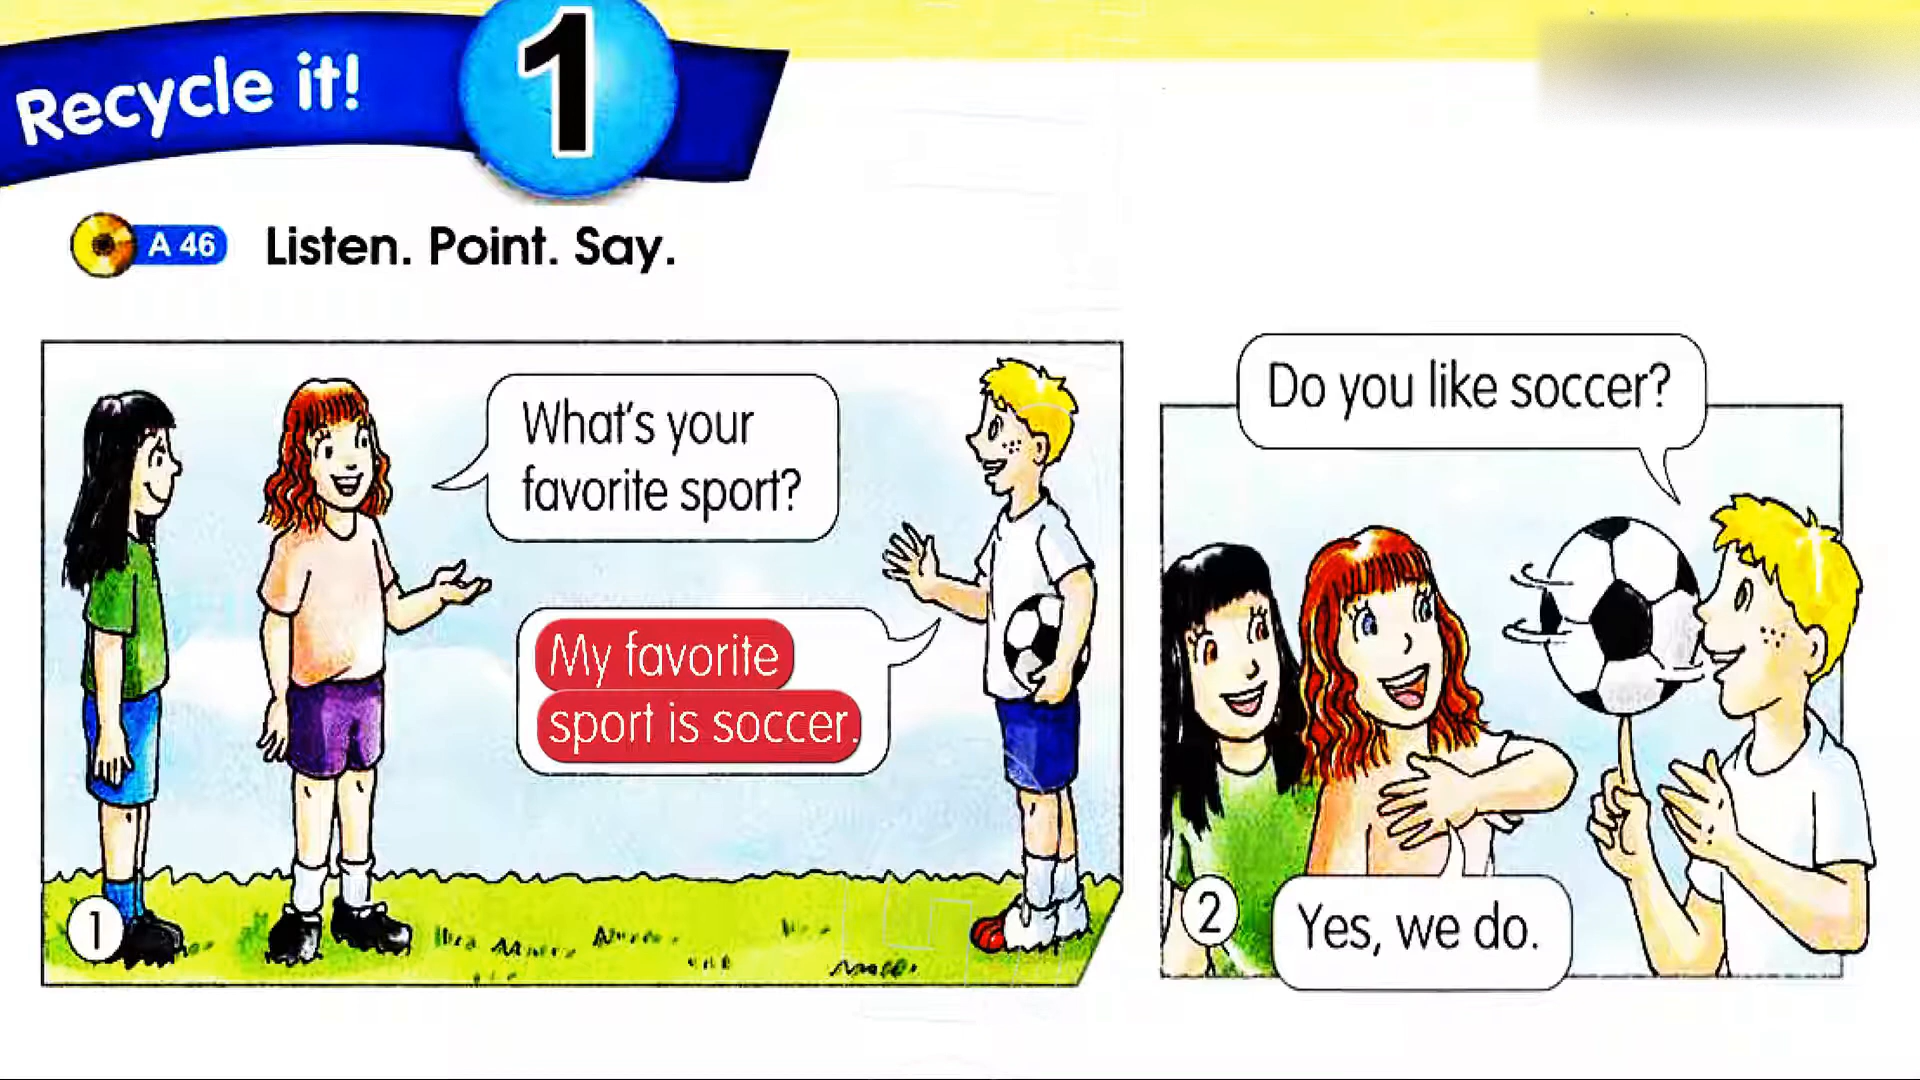 Recycle it! 1
A 46 Listen. Point. Say.
What's your
favorite sport?
My favorite
sport is soccer.
1
Do you like soccer?
Yes, we do.
2